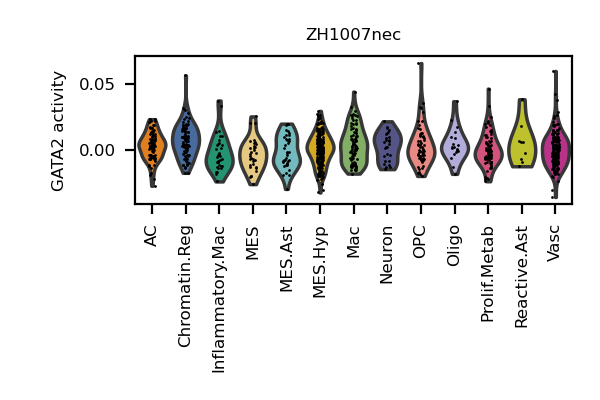 ZH1007nec
GATA2 activity
0.05
0.00
AC
Chromatin.Reg
Inflammatory.Mac
MES
MES.Ast
MES.Hyp
Mac
Neuron
OPC
Oligo
Prolif.Metab
Reactive.Ast
Vasc